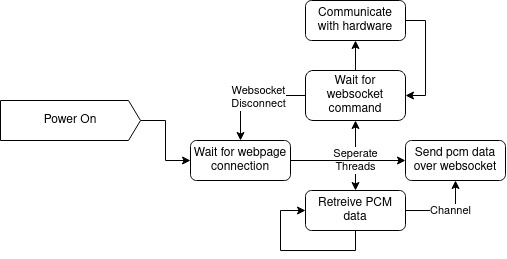 Communicate
with hardware
Websocket
Disconnect
Wait for
websocket
command
Power On
Wait for webpage
connection
Seperate
Threads
Send pcm data
over websocket
Retreive PCM
data
Channel